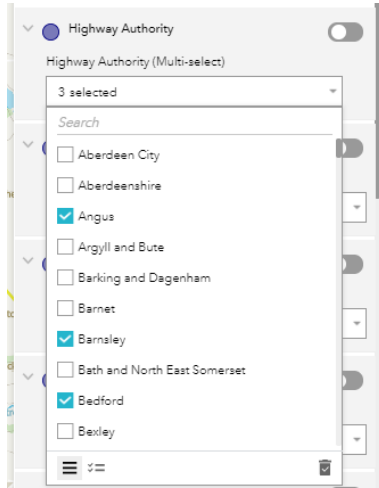 Highway Authority
Highway Authority (Multi-select)
3 selected
Search
Aberdeen City
Aberdeenshire
Angus
Argyll and Bute
Barking and Dagenham
Barnet
Barnsley
Bath and North East Somerset
Bedford
Bexley